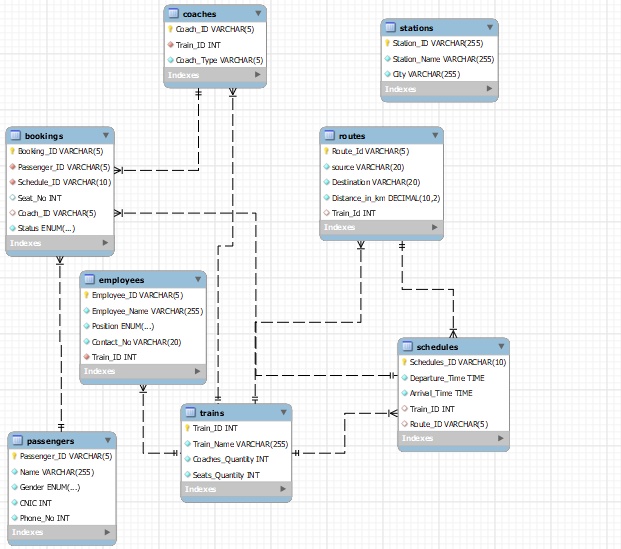 coaches
Coach_ID VARCHAR(5)
Train_ID INT
Coach_Type VARCHAR(5)
Indexes
stations
Station_ID VARCHAR(255)
Station_Name VARCHAR(255)
City VARCHAR(255)
Indexes
bookings
Booking_ID VARCHAR(5)
Passenger_ID VARCHAR(5)
Schedule_ID VARCHAR(10)
Seat_No INT
Coach_ID VARCHAR(5)
Status ENUM(...)
Indexes
routes
Route_Id VARCHAR(5)
source VARCHAR(20)
Destination VARCHAR(20)
Distance_in_km DECIMAL(10,2)
Train_Id INT
Indexes
employees
Employee_ID VARCHAR(5)
Employee_Name VARCHAR(255)
Position ENUM(...)
Contact_No VARCHAR(20)
Train_ID INT
Indexes
schedules
Schedules_ID VARCHAR(10)
Departure_Time TIME
Arrival_Time TIME
Train_ID INT
Route_ID VARCHAR(5)
Indexes
trains
Train_ID INT
Train_Name VARCHAR(255)
Coaches_Quantity INT
Seats_Quantity INT
Indexes
passengers
Passenger_ID VARCHAR(5)
Name VARCHAR(255)
Gender ENUM(...)
CNIC INT
Phone_No INT
Indexes